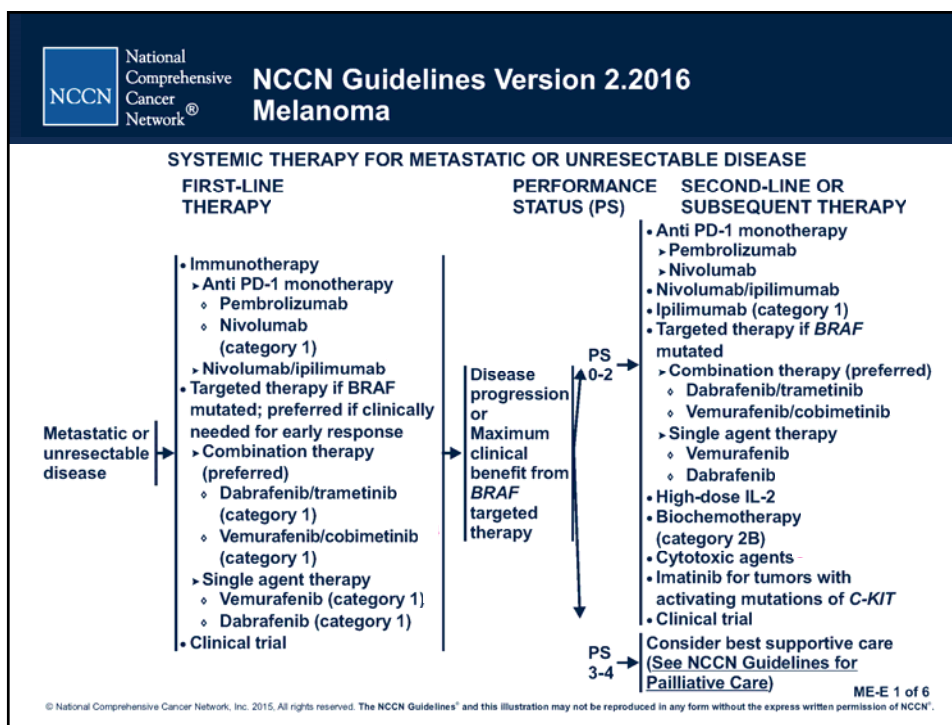 NCCN
National
Comprehensive
Cancer
Network®
NCCN Guidelines Version 2.2016
Melanoma
SYSTEMIC THERAPY FOR METASTATIC OR UNRESECTABLE DISEASE
FIRST-LINE
THERAPY
PERFORMANCE
STATUS (PS)
SECOND-LINE OR
SUBSEQUENT THERAPY
Metastatic or
unresectable
disease
• Immunotherapy
➤ Anti PD-1 monotherapy
◊ Pembrolizumab
◊ Nivolumab
(category 1)
➤ Nivolumab/ipilimumab
• Targeted therapy if BRAF
mutated; preferred if clinically
needed for early response
➤ Combination therapy
(preferred)
◊ Dabrafenib/trametinib
(category 1)
◊ Vemurafenib/cobimetinib
(category 1)
➤ Single agent therapy
◊ Vemurafenib (category 1)
◊ Dabrafenib (category 1)
• Clinical trial
Disease
progression
or
Maximum
clinical
benefit from
BRAF
targeted
therapy
PS
0-2
• Anti PD-1 monotherapy
➤ Pembrolizumab
➤ Nivolumab
• Nivolumab/ipilimumab
• Ipilimumab (category 1)
• Targeted therapy if BRAF
mutated
➤ Combination therapy (preferred)
◊ Dabrafenib/trametinib
◊ Vemurafenib/cobimetinib
➤ Single agent therapy
◊ Vemurafenib
◊ Dabrafenib
• High-dose IL-2
• Biochemotherapy
(category 2B)
• Cytotoxic agents
• Imatinib for tumors with
activating mutations of C-KIT
• Clinical trial
PS
3-4
Consider best supportive care
(See NCCN Guidelines for
Pailliative Care)
ME-E 1 of 6
© National Comprehensive Cancer Network, Inc. 2015, All rights reserved. The NCCN Guidelines® and this illustration may not be reproduced in any form without the express written permission of NCCN®.